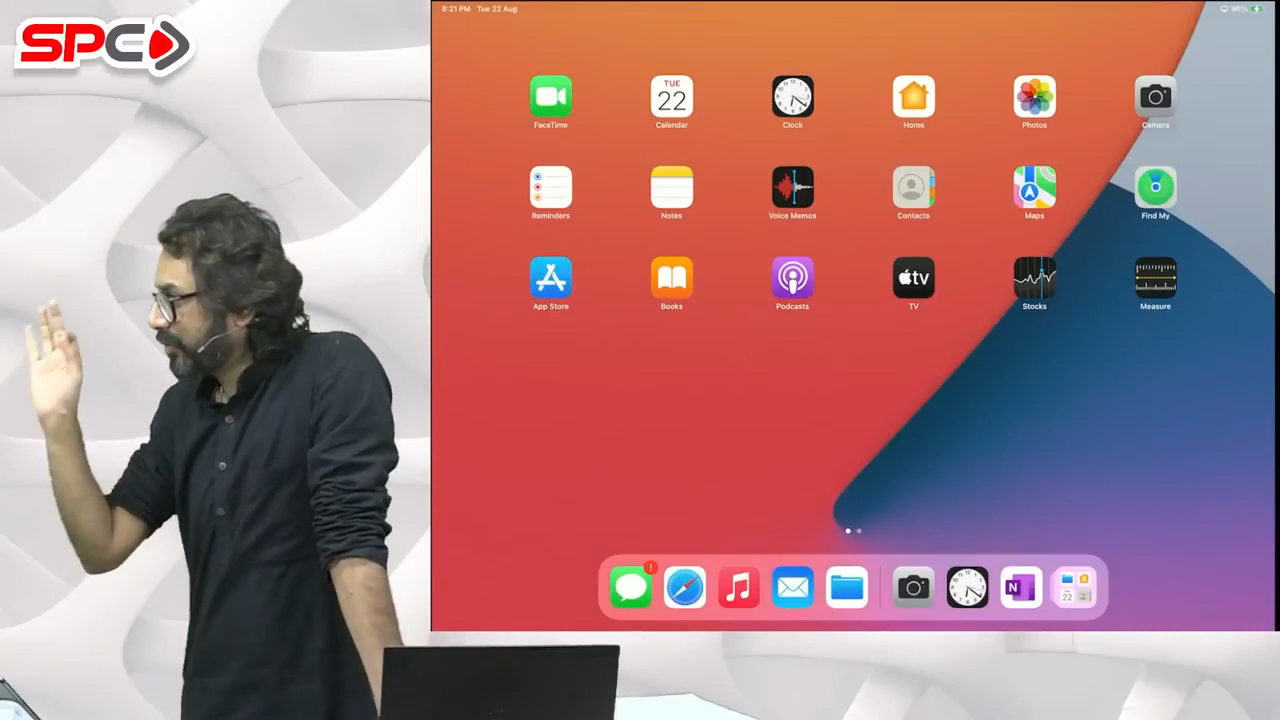 SPC
6:21 PM Tue 22 Aug
96%
FaceTime
TUE
22
Calendar
Clock
Home
Photos
Camera
Reminders
Notes
Voice Memos
Contacts
Maps
Find My
App Store
Books
Podcasts
tv
TV
Stocks
Measure
!
N
22